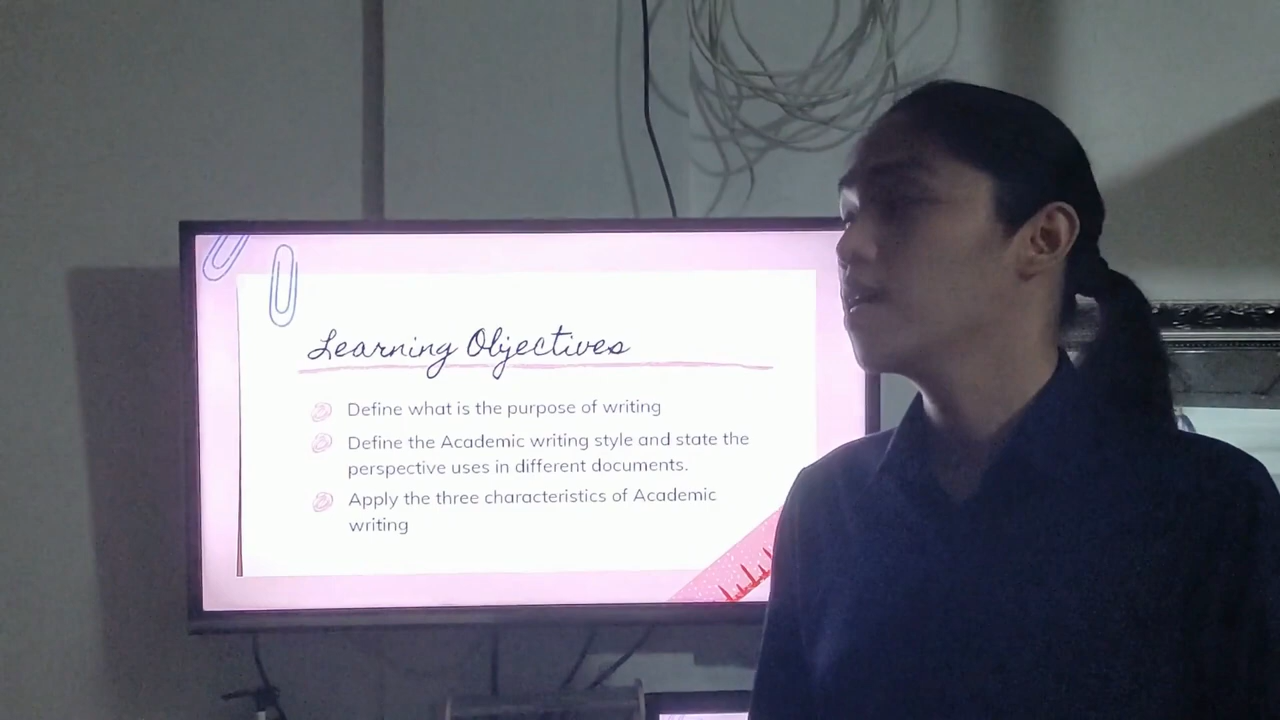 Learning Objectives
Define what is the purpose of writing
Define the Academic writing style and state the
perspective uses in different documents.
Apply the three characteristics of Academic
writing